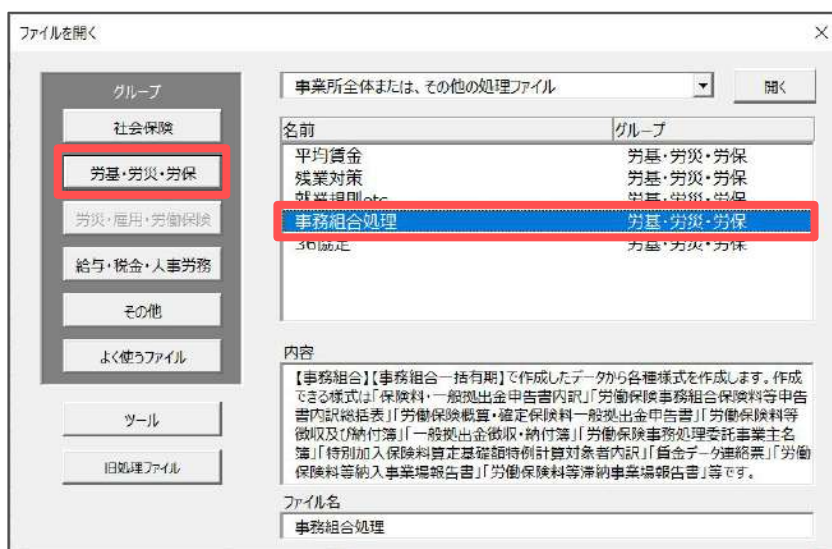 ファイルを開く
グループ
社会保険
労基・労災・労保
労災・雇用・労働保険
給与・税金・人事労務
その他
よく使うファイル
ツール
旧処理ファイル
事業所全体または、その他の処理ファイル
開く
名前 グループ
平均賃金 労基・労災・労保
残業対策 労基・労災・労保
就業規則etc 労基・労災・労保
事務組合処理 労基・労災・労保
36協定 労基・労災・労保
内容
【事務組合】【事務組合一括有期】で作成したデータから各種様式を作成します。作成
できる様式は「保険料・一般拠出金申告書内訳」「労働保険事務組合保険料等申告
書内訳総括表」「労働保険概算・確定保険料一般拠出金申告書」「労働保険料等
徴収及び納付簿」「一般拠出金徴収・納付簿」「労働保険事務処理委託事業主名
簿」「特別加入保険料算定基礎額特例計算対象者内訳」「賃金データ連絡票」「労働
保険料等納入事業場報告書」「労働保険料等滞納事業場報告書」等です。
ファイル名
事務組合処理